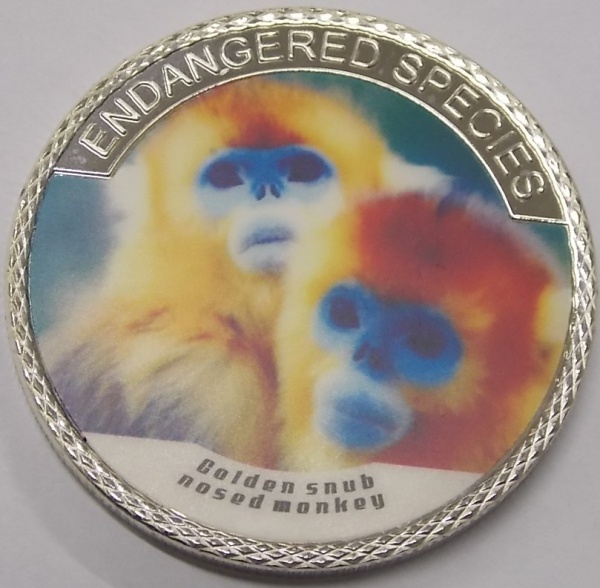 ENDANGERED SPECIES
Golden snub
nosed monkey